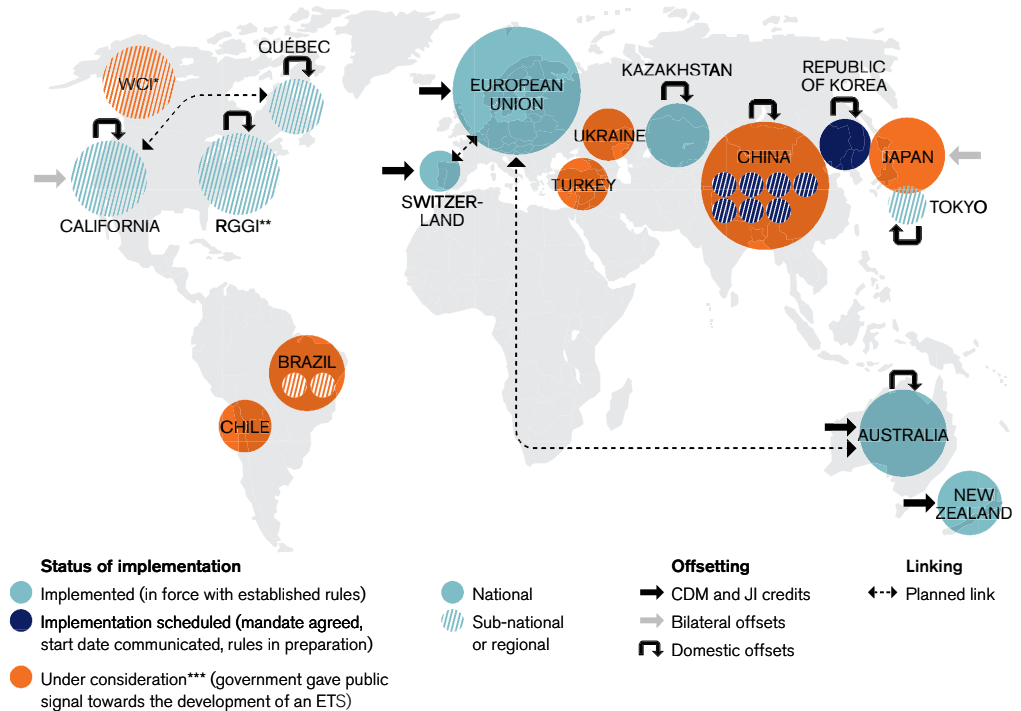 QUÉBEC
WCI*
CALIFORNIA
RGGI**
EUROPEAN
UNION
SWITZER-
LAND
UKRAINE
TURKEY
KAZAKHSTAN
REPUBLIC
OF KOREA
CHINA
JAPAN
TOKYO
BRAZIL
CHILE
AUSTRALIA
NEW
ZEALAND
Status of implementation
Implemented (in force with established rules)
Implementation scheduled (mandate agreed,
start date communicated, rules in preparation)
Under consideration*** (government gave public
signal towards the development of an ETS)
National
Sub-national
or regional
Offsetting
CDM and JI credits
Bilateral offsets
Domestic offsets
Linking
Planned link